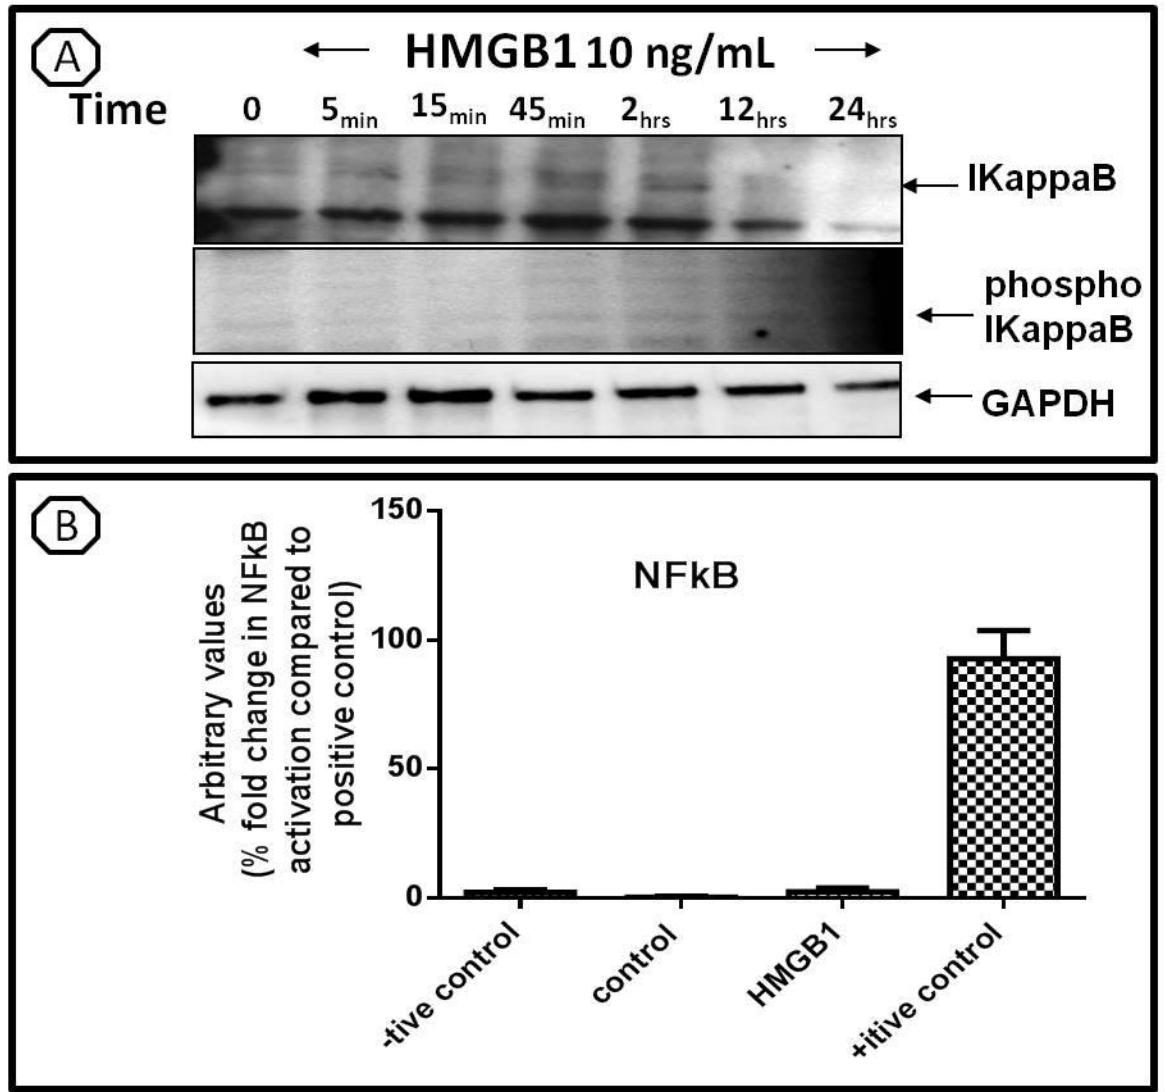 A
HMGB1 10 ng/mL
Time 0 5min 15min 45min 2hrs 12hrs 24hrs
IKappaB
phospho
IKappaB
GAPDH
B
Arbitrary values
(% fold change in NFkB
activation compared to
positive control)
150
100
50
0
NFkB
-tive control
control
HMGB1
+itive control